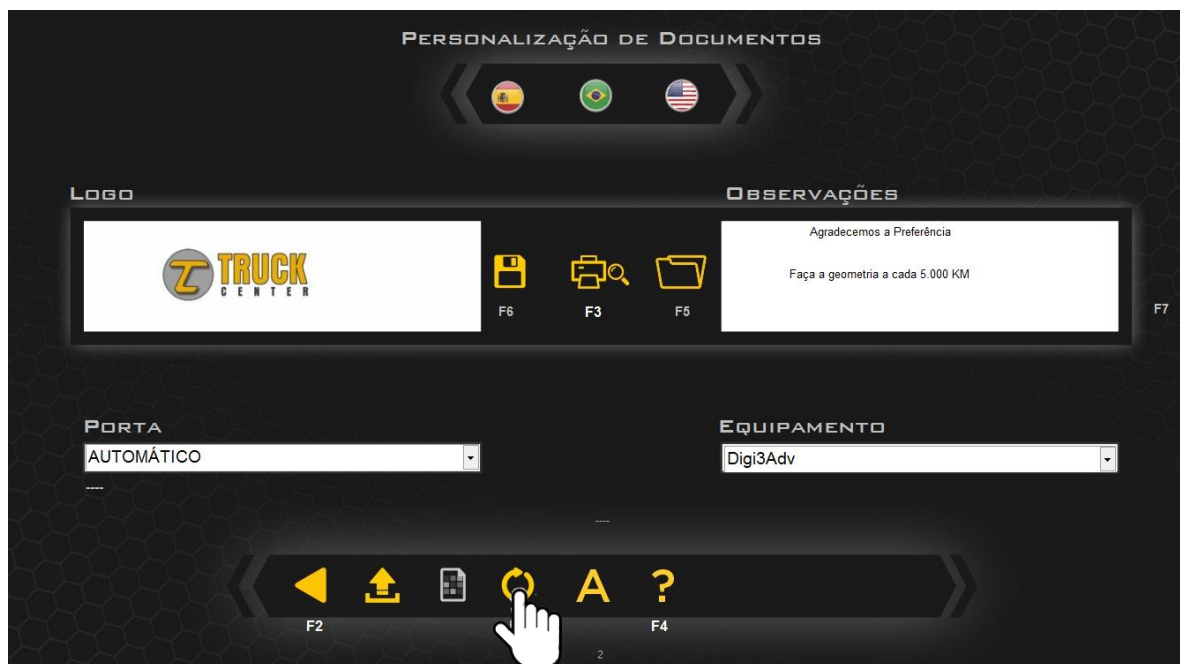 Personalização de Documentos
Logo
Observações
T TRUCK
CENTER
Agradecemos a Preferência
Faça a geometria a cada 5.000 KM
F6
F3
F5
F7
Porta
Equipamento
AUTOMÁTICO
Digi3Adv
----
----
A
?
F2
F4
2